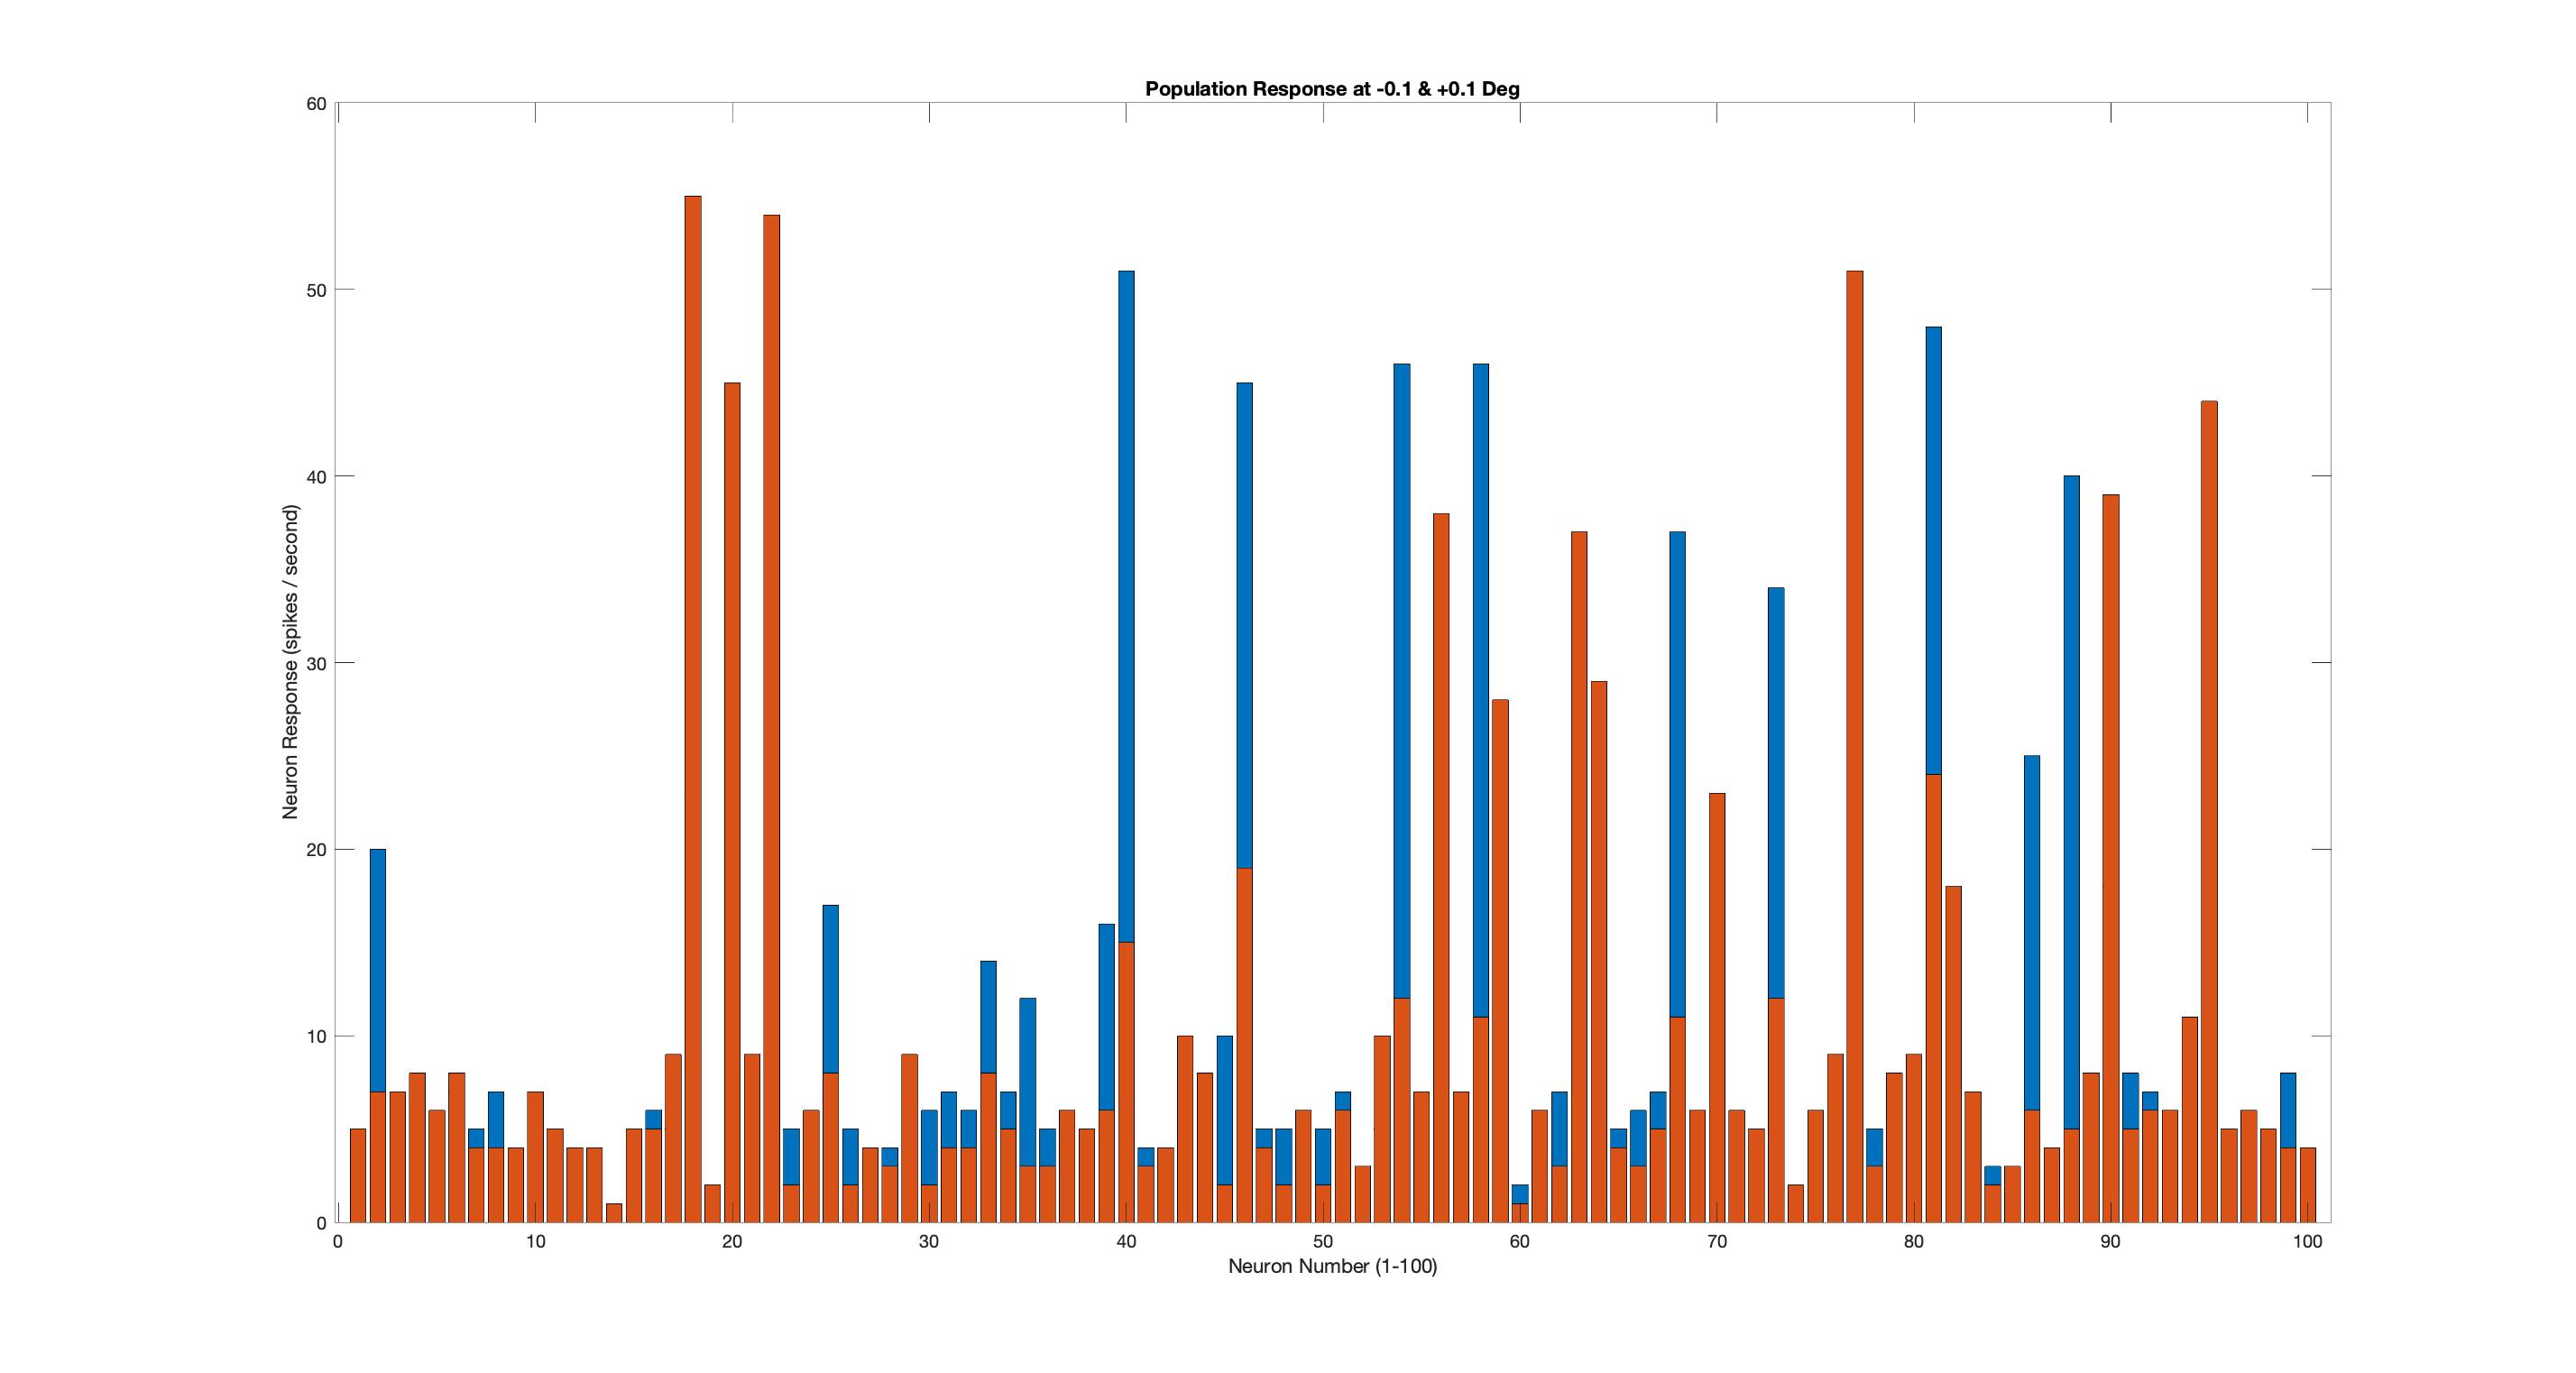 Population Response at -0.1 & +0.1 Deg
60
50
40
30
20
10
0
Neuron Response (spikes / second)
0 10 20 30 40 50 60 70 80 90 100
Neuron Number (1-100)